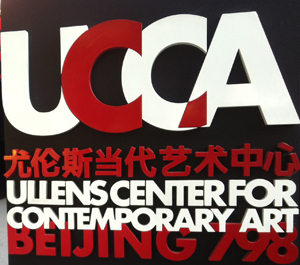 UCCA
尤伦斯当代艺术中心
ULLENS CENTER FOR
CONTEMPORARY ART
BEIJING '798